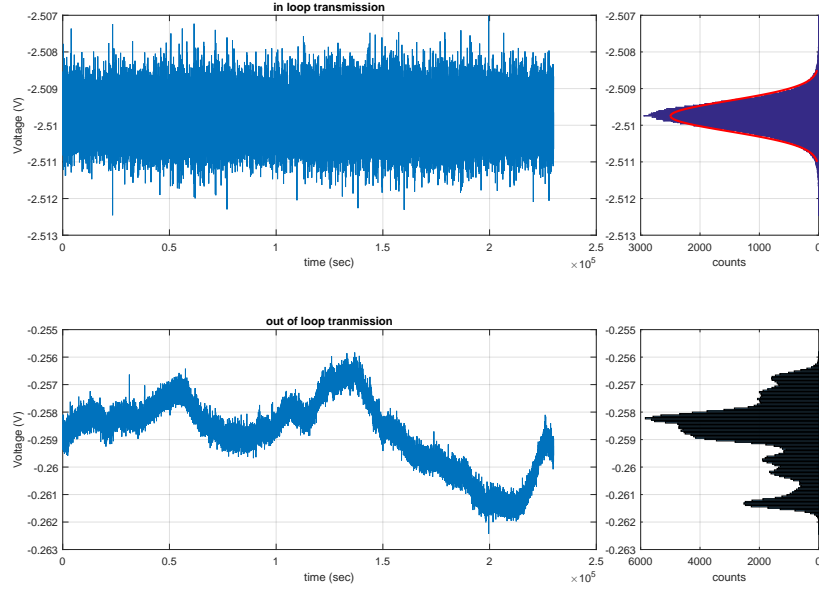 in loop transmission
Voltage (V)
-2.507
-2.508
-2.509
-2.51
-2.511
-2.512
-2.513
0 0.5 1 1.5 2 2.5
time (sec)
×10^5
-2.507
-2.508
-2.509
-2.51
-2.511
-2.512
-2.513
3000 2000 1000 0
counts
out of loop tranmission
Voltage (V)
-0.255
-0.256
-0.257
-0.258
-0.259
-0.26
-0.261
-0.262
-0.263
0 0.5 1 1.5 2 2.5
time (sec)
×10^5
-0.255
-0.256
-0.257
-0.258
-0.259
-0.26
-0.261
-0.262
-0.263
6000 4000 2000 0
counts